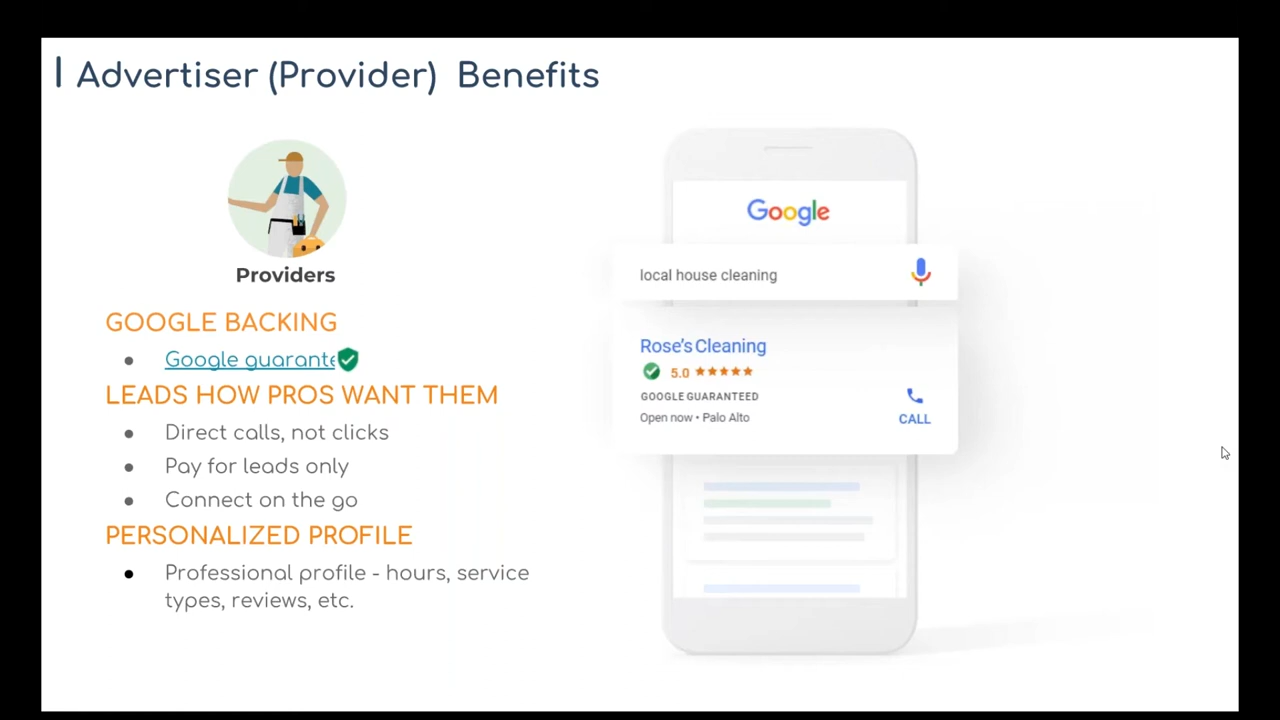 Advertiser (Provider) Benefits
Providers
GOOGLE BACKING
● Google guarante
LEADS HOW PROS WANT THEM
● Direct calls, not clicks
● Pay for leads only
● Connect on the go
PERSONALIZED PROFILE
● Professional profile - hours, service
types, reviews, etc.
Google
local house cleaning
Rose's Cleaning
5.0 ★★★★★
GOOGLE GUARANTEED
Open now • Palo Alto
CALL